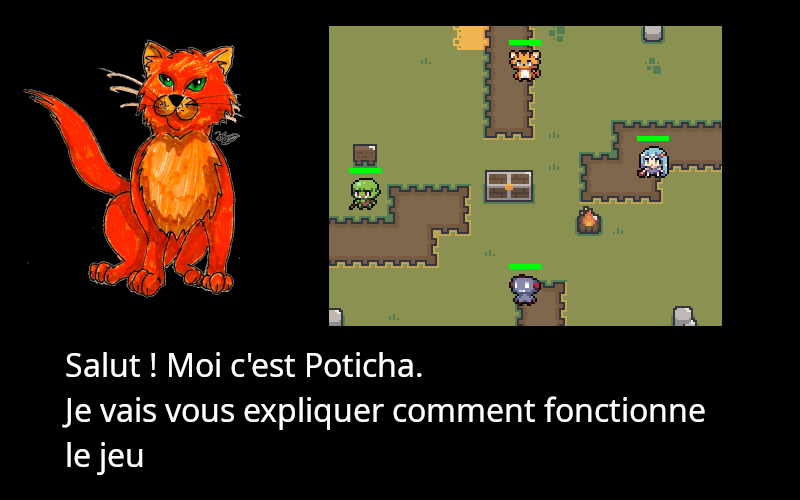 Salut ! Moi c'est Poticha.
Je vais vous expliquer comment fonctionne
le jeu